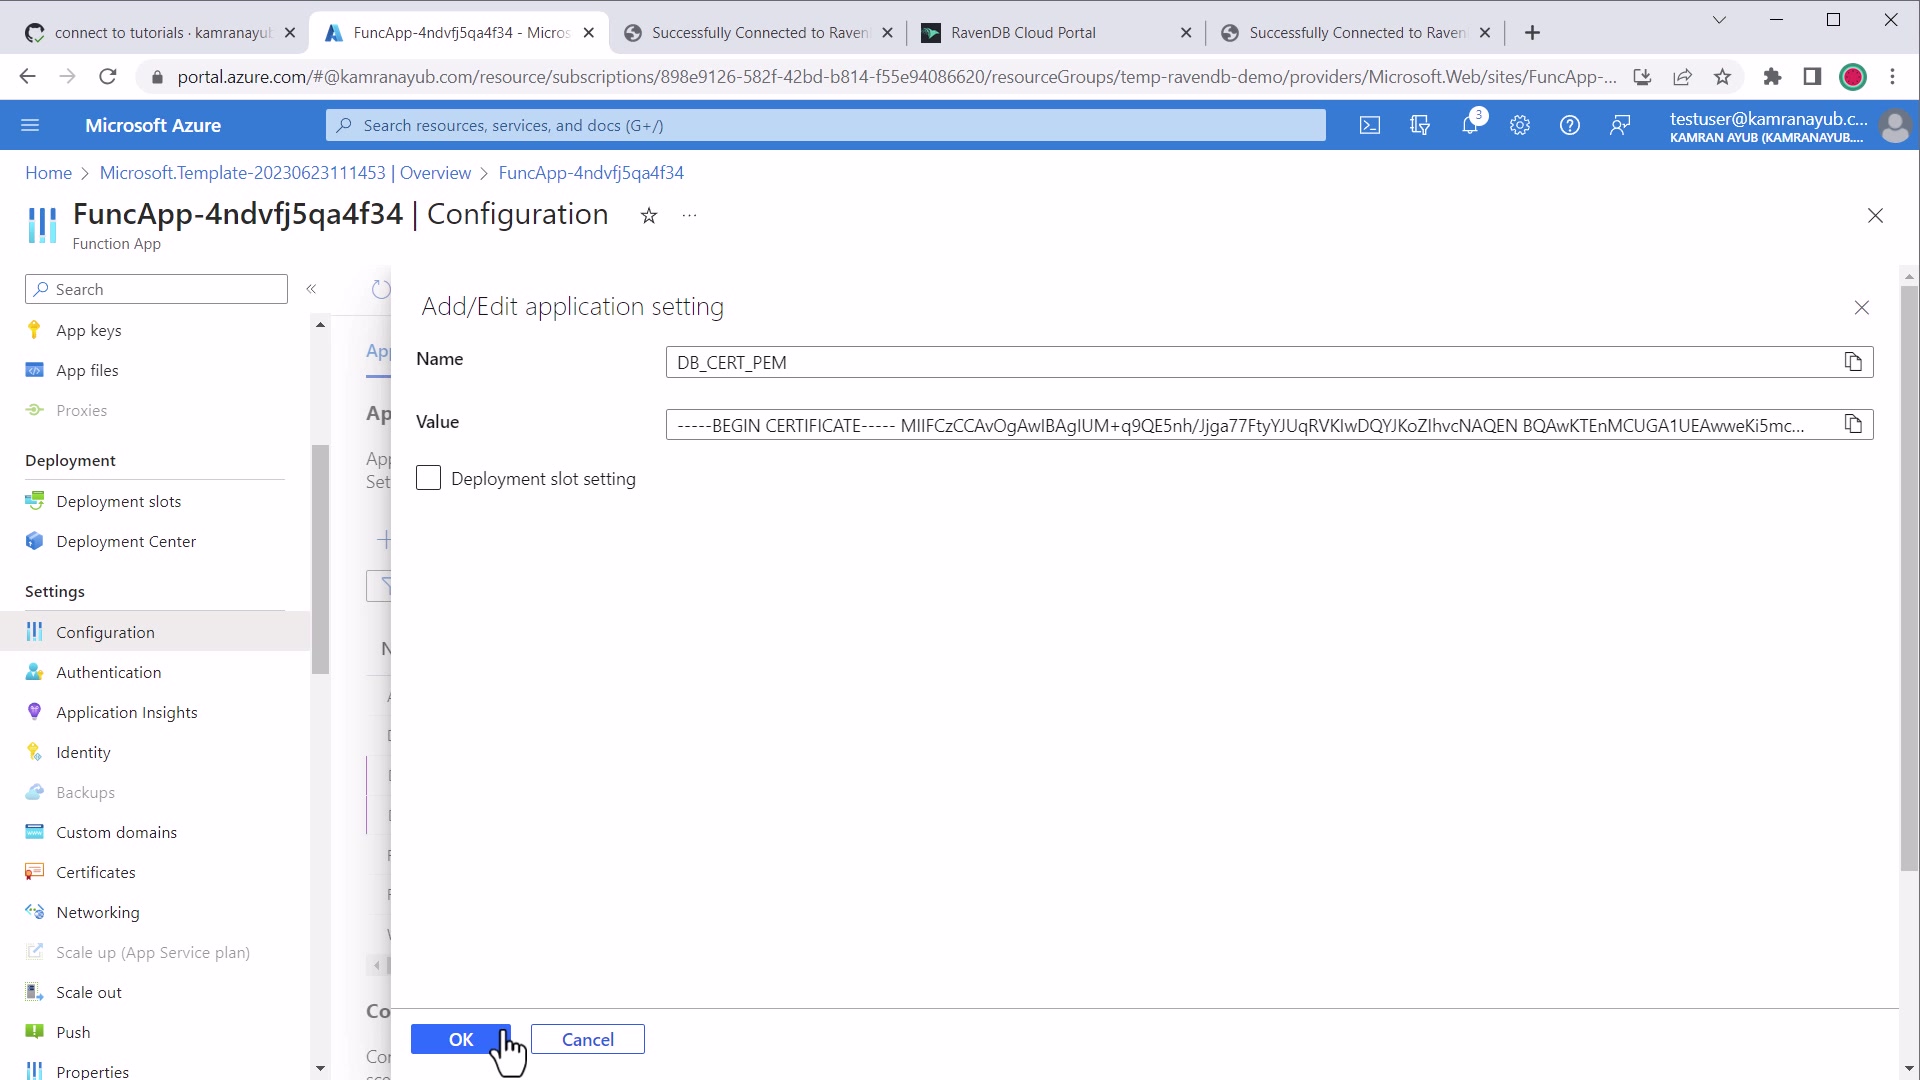 connect to tutorials · kamranayub
FuncApp-4ndvfj5qa4f34 - Micros
Successfully Connected to Raven
RavenDB Cloud Portal
Successfully Connected to Raven
portal.azure.com/#@kamranayub.com/resource/subscriptions/898e9126-582f-42bd-b814-f55e94086620/resourceGroups/temp-ravendb-demo/providers/Microsoft.Web/sites/FuncApp-...
Microsoft Azure
Search resources, services, and docs (G+/)
3
testuser@kamranayub.c...
KAMRAN AYUB (KAMRANAYUB....
Home > Microsoft.Template-20230623111453 | Overview > FuncApp-4ndvfj5qa4f34
FuncApp-4ndvfj5qa4f34 | Configuration
Function App
Search
App keys
App files
Proxies
Deployment
Deployment slots
Deployment Center
Settings
Configuration
Authentication
Application Insights
Identity
Backups
Custom domains
Certificates
Networking
Scale up (App Service plan)
Scale out
Push
Properties
App
App
App
Set
Co
Con
Add/Edit application setting
Name
DB_CERT_PEM
Value
-----BEGIN CERTIFICATE----- MIIFCzCCAvOgAwIBAgIUM+q9QE5nh/Jjga77FtyYJUqRVKIwDQYJKoZIhvcNAQEN BQAwKTEnMCUGA1UEAwweKi5mc...
Deployment slot setting
OK
Cancel